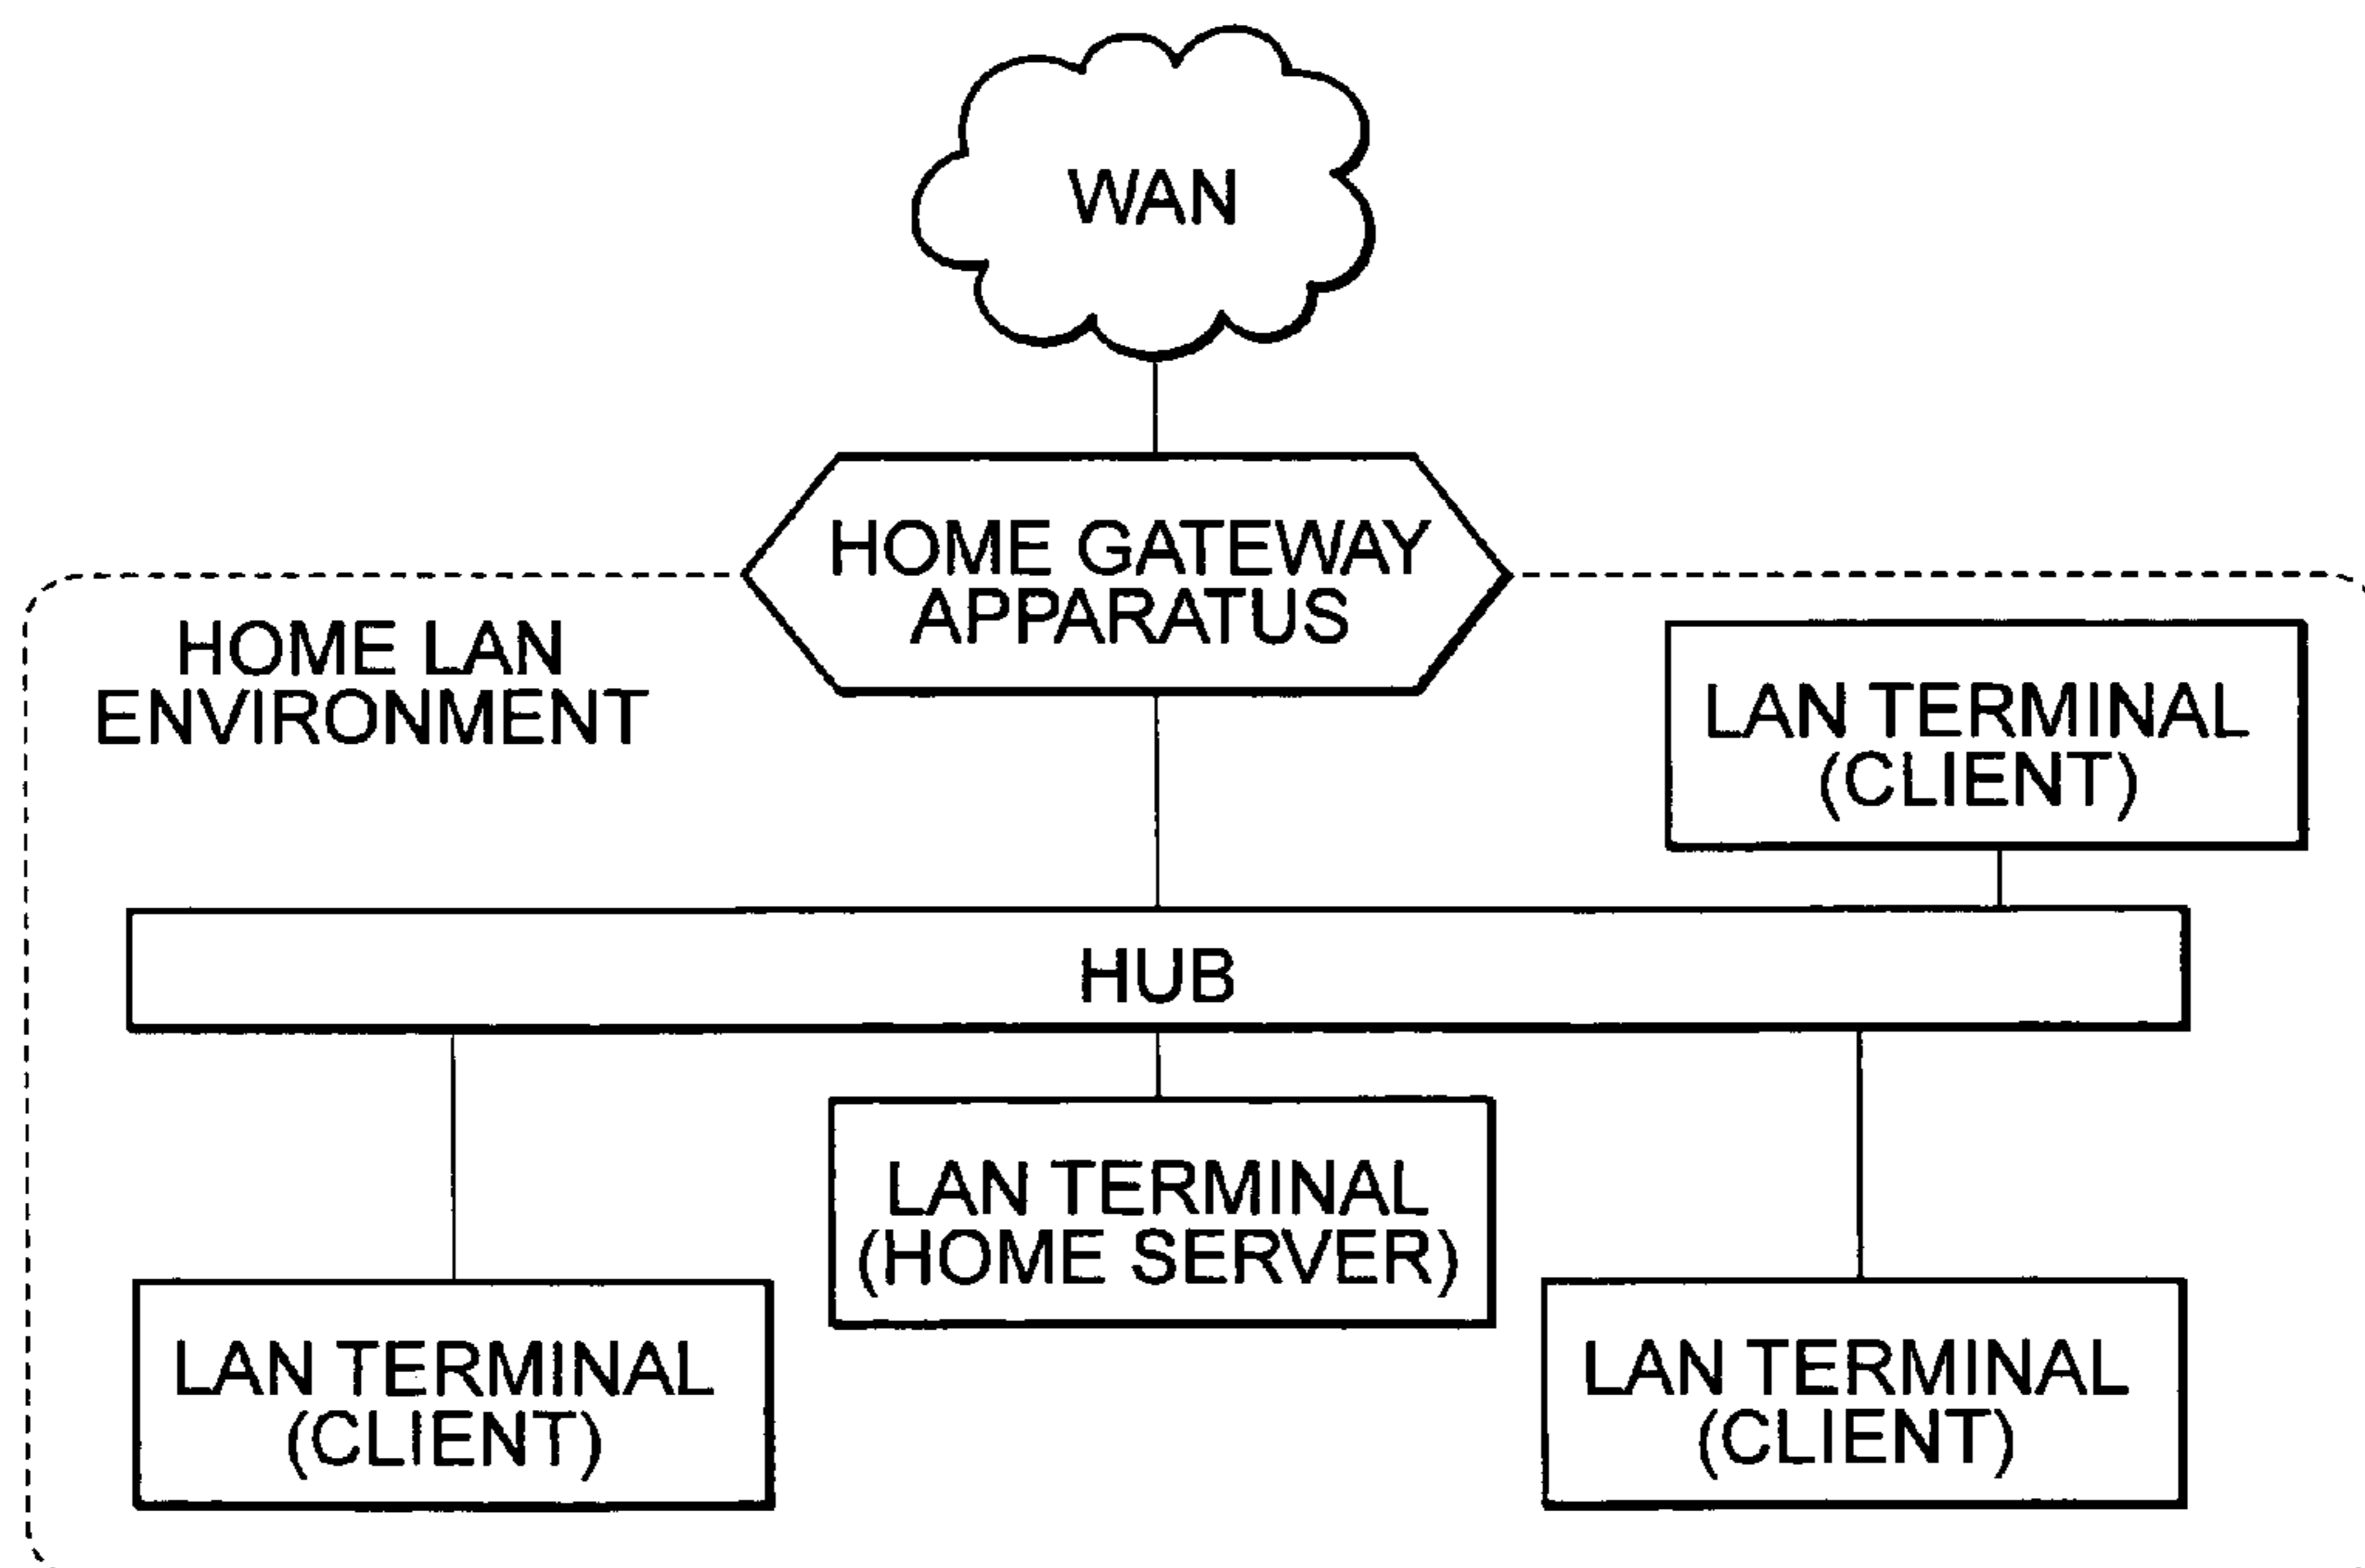 WAN
HOME GATEWAY
APPARATUS
HOME LAN
ENVIRONMENT
LAN TERMINAL
(CLIENT)
HUB
LAN TERMINAL
(HOME SERVER)
LAN TERMINAL
(CLIENT)
LAN TERMINAL
(CLIENT)